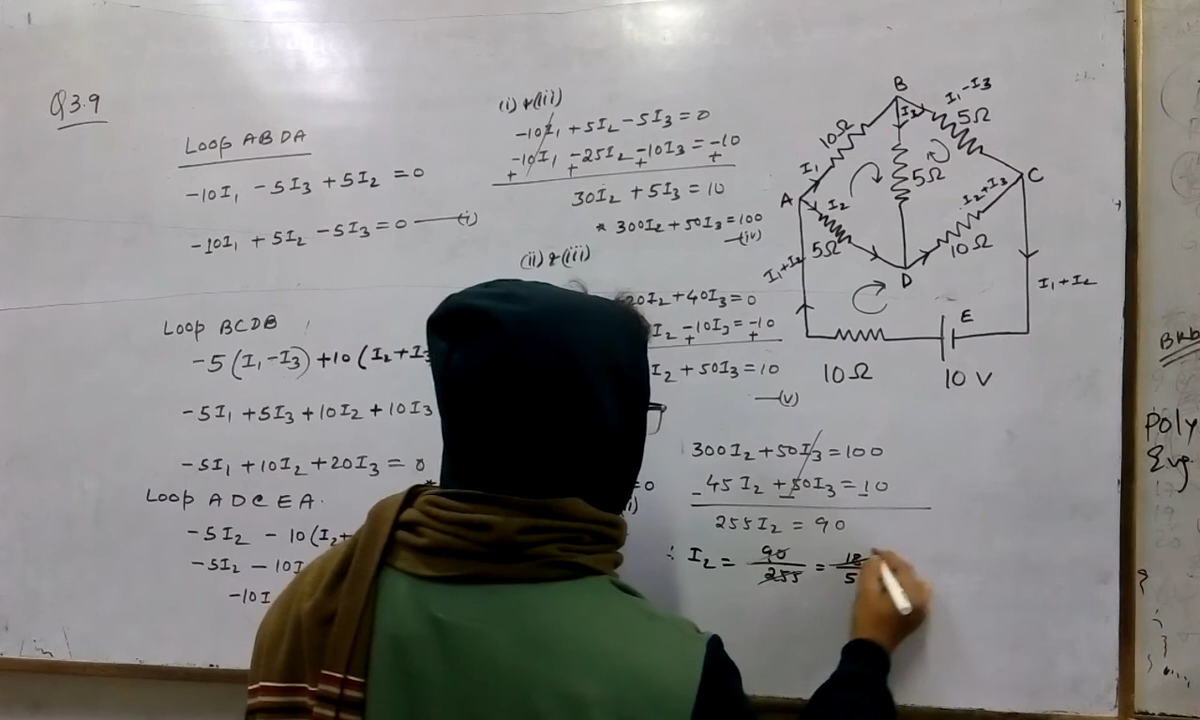 Q3.9
Loop ABDA
-10I₁ - 5I₃ + 5I₂ = 0
-10I₁ + 5I₂ - 5I₃ = 0 —(i)
Loop BCDB
-5(I₁-I₃) + 10(I₂+I₃
-5I₁ + 5I₃ + 10I₂ + 10I₃
-5I₁ + 10I₂ + 20I₃ = 0
Loop ADCEA.
-5I₂ - 10(I₂+
-5I₂ - 10I
-10I
(i) & (iii)
-10I₁ + 5I₂ - 5I₃ = 0
-10I₁ - 25I₂ - 10I₃ = -10
+ + + +
30I₂ + 5I₃ = 10
* 300I₂ + 50I₃ = 100
—(iv)
(ii) & (iii)
20I₂ + 40I₃ = 0
I₂ - 10I₃ = -10
+ +
I₂ + 50I₃ = 10
—(v)
= 0
300I₂ + 50I₃ = 100
- 45I₂ + 50I₃ = 10
255I₂ = 90
∴ I₂ = 90/255 = 18/5
B
I₁-I₃
10Ω
I₃
5Ω
I₁
5Ω
C
A
I₂
I₂+I₃
5Ω
10Ω
D
I₁+I₂
I₁+I₂
E
10Ω
10 V
Poly